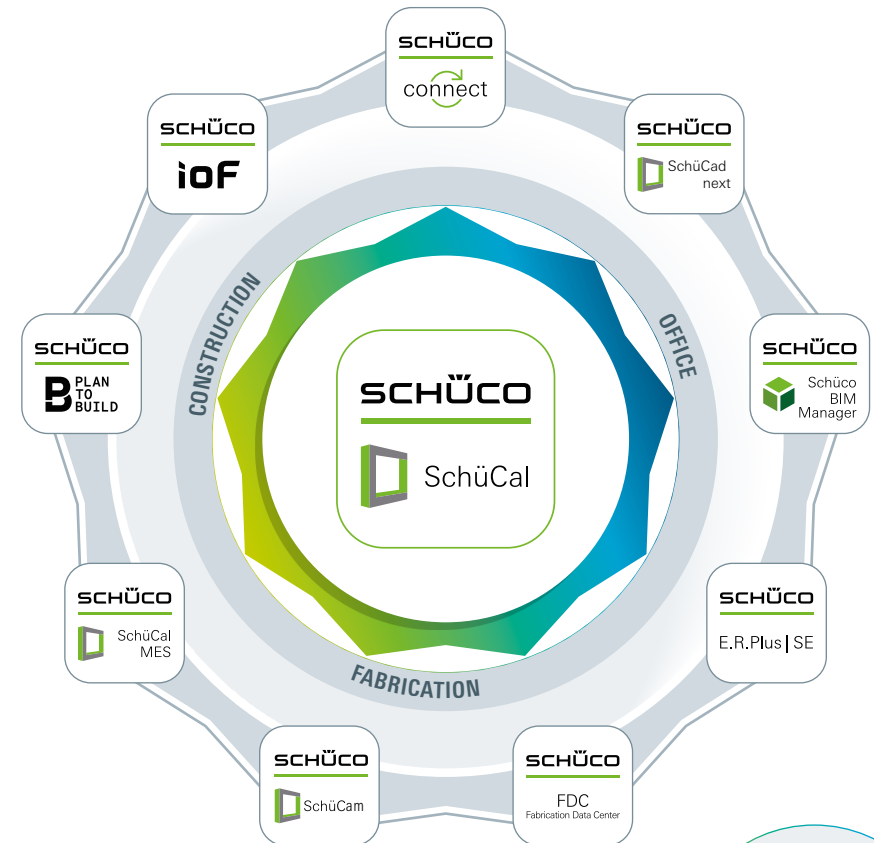 SCHÜCO
connect
SCHÜCO
ioF
SCHÜCO
SchüCad
next
CONSTRUCTION
OFFICE
SCHÜCO
PLAN
TO
B BUILD
SCHÜCO
SchüCal
SCHÜCO
Schüco
BIM
Manager
SCHÜCO
SchüCal
MES
SCHÜCO
E.R.Plus | SE
FABRICATION
SCHÜCO
SchüCam
SCHÜCO
FDC
Fabrication Data Center